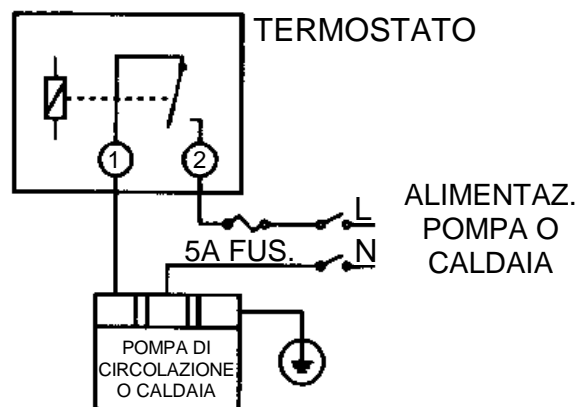 TERMOSTATO
1
2
L
ALIMENTAZ.
POMPA O
CALDAIA
5A FUS.
N
POMPA DI
CIRCOLAZIONE
O CALDAIA